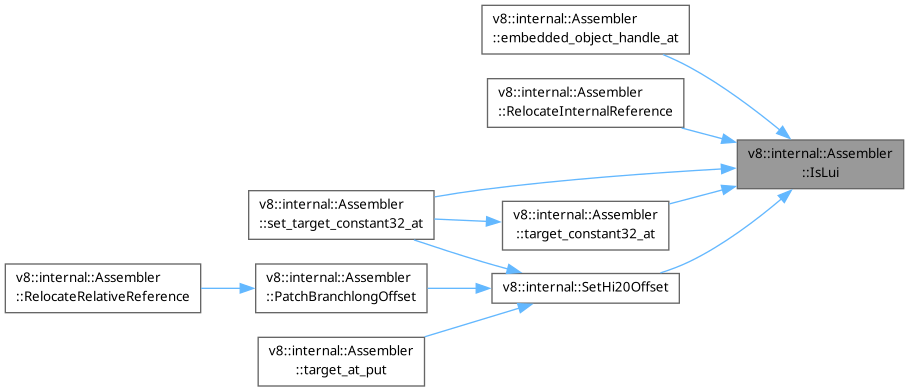 v8::internal::Assembler
::embedded_object_handle_at
v8::internal::Assembler
::RelocateInternalReference
v8::internal::Assembler
::IsLui
v8::internal::Assembler
::set_target_constant32_at
v8::internal::Assembler
::target_constant32_at
v8::internal::Assembler
::RelocateRelativeReference
v8::internal::Assembler
::PatchBranchlongOffset
v8::internal::SetHi20Offset
v8::internal::Assembler
::target_at_put